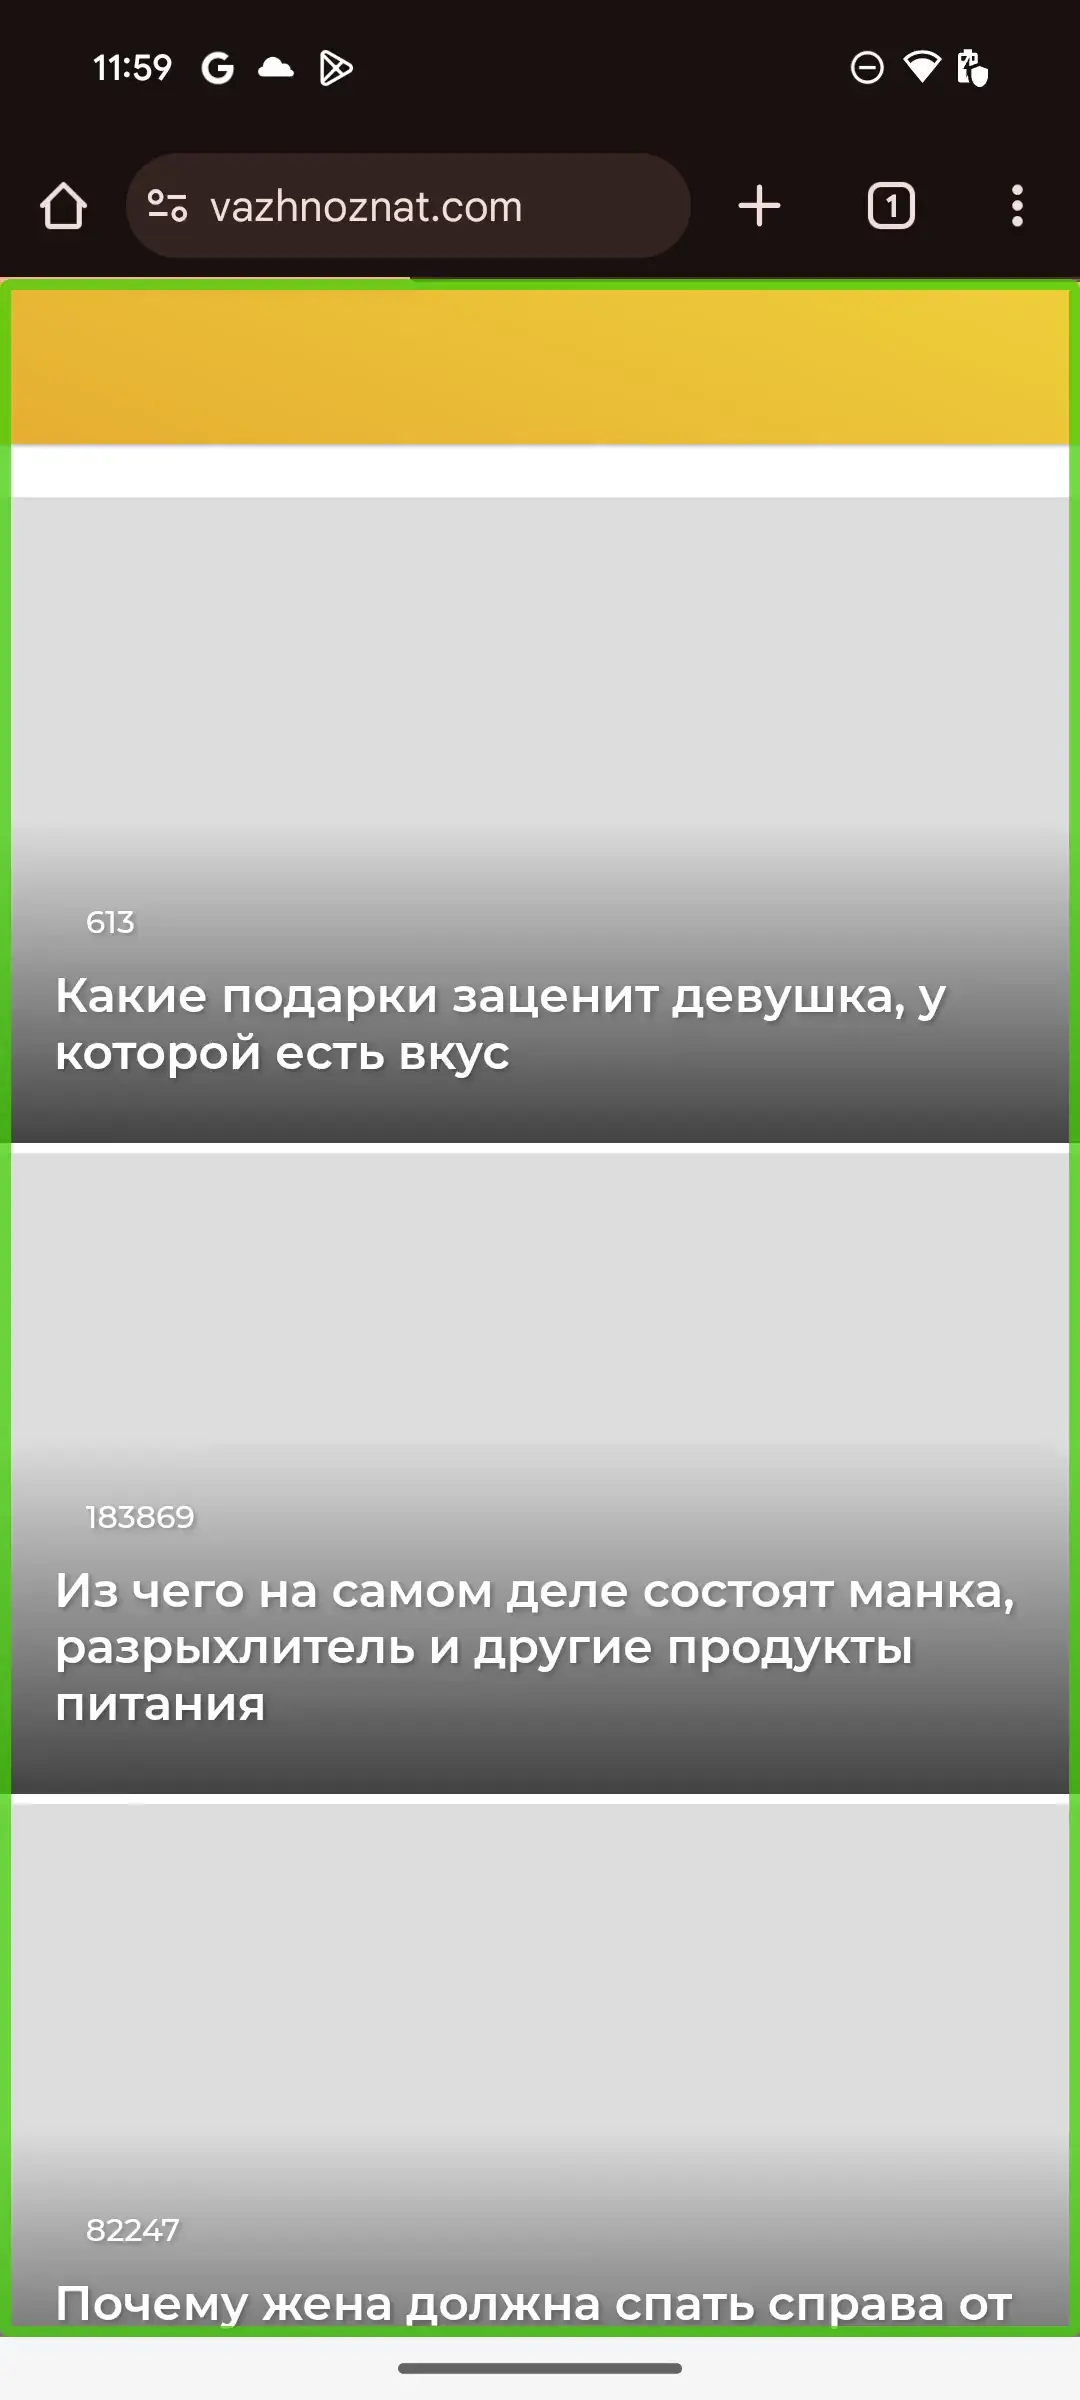 11:59
vazhnoznat.com
1
613
Какие подарки заценит девушка, у
которой есть вкус
183869
Из чего на самом деле состоят манка,
разрыхлитель и другие продукты
питания
82247
Почему жена должна спать справа от